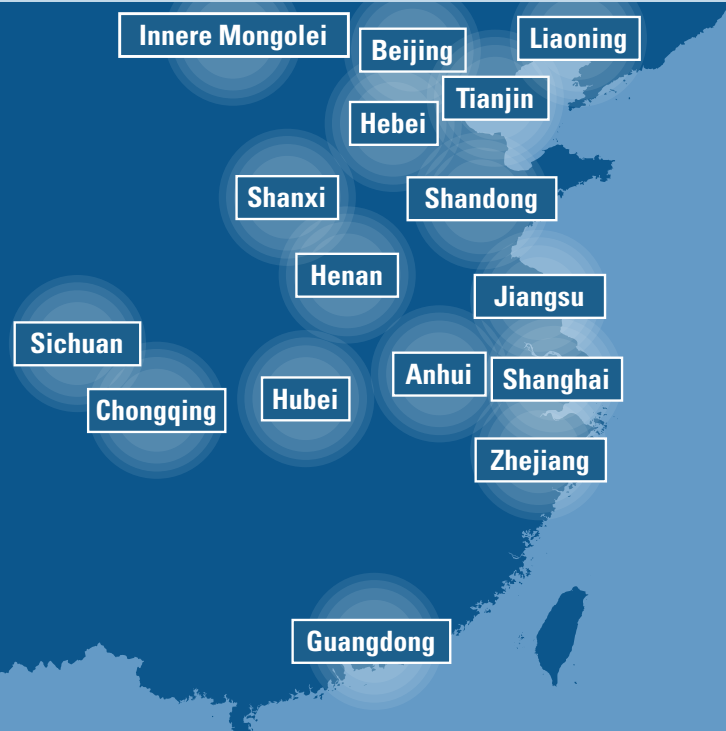 Innere Mongolei
Beijing
Liaoning
Tianjin
Hebei
Shanxi
Shandong
Henan
Jiangsu
Sichuan
Anhui
Shanghai
Chongqing
Hubei
Zhejiang
Guangdong